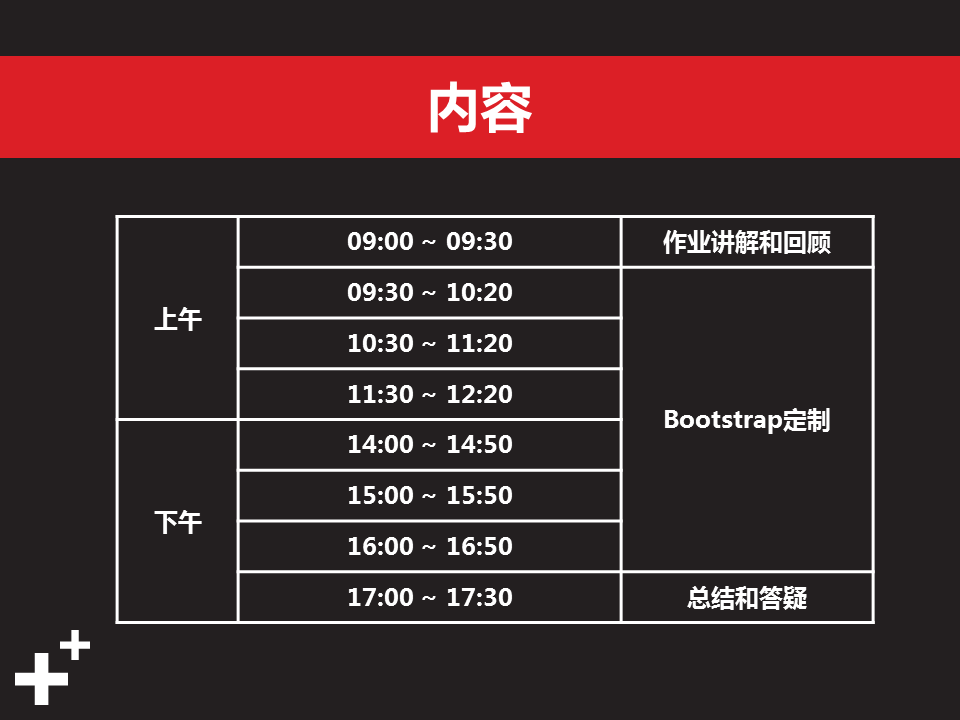 内容
上午
09:00 ~ 09:30
作业讲解和回顾
09:30 ~ 10:20
10:30 ~ 11:20
11:30 ~ 12:20
Bootstrap定制
下午
14:00 ~ 14:50
15:00 ~ 15:50
16:00 ~ 16:50
17:00 ~ 17:30
总结和答疑